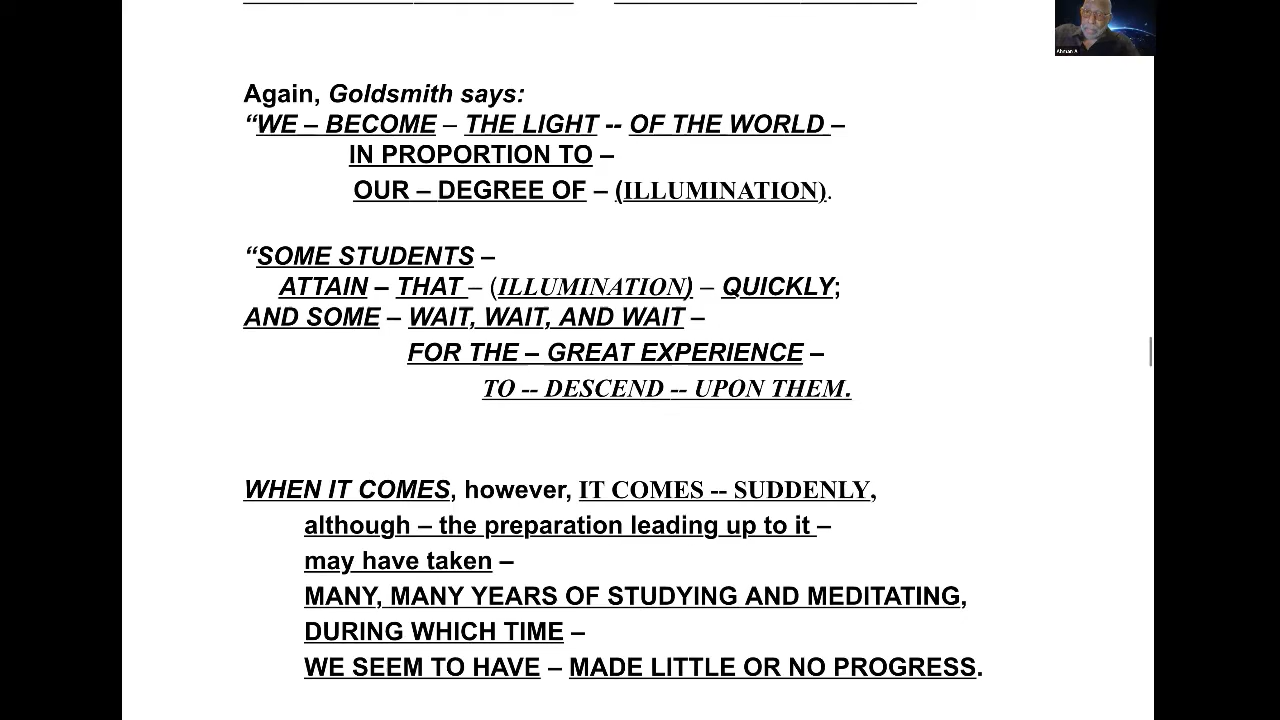 Ahman A
Again, Goldsmith says:
“WE – BECOME – THE LIGHT -- OF THE WORLD –
IN PROPORTION TO –
OUR – DEGREE OF – (ILLUMINATION).
“SOME STUDENTS –
ATTAIN – THAT – (ILLUMINATION) – QUICKLY;
AND SOME – WAIT, WAIT, AND WAIT –
FOR THE – GREAT EXPERIENCE –
TO -- DESCEND -- UPON THEM.
WHEN IT COMES, however, IT COMES -- SUDDENLY,
although – the preparation leading up to it –
may have taken –
MANY, MANY YEARS OF STUDYING AND MEDITATING,
DURING WHICH TIME –
WE SEEM TO HAVE – MADE LITTLE OR NO PROGRESS.